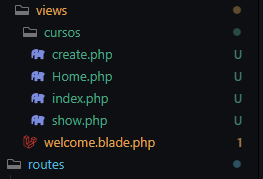 views
cursos
create.php U
Home.php U
index.php U
show.php U
welcome.blade.php 1
routes